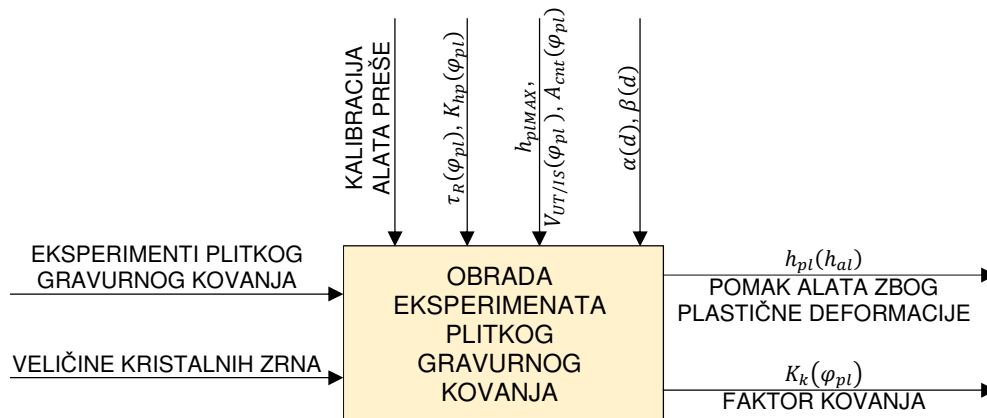 KALIBRACIJA
ALATA PREŠE
τ_R(φ_pl), K_hp(φ_pl)
h_plMAX,
V_UT/IS(φ_pl), A_cnt(φ_pl)
α(d), β(d)
EKSPERIMENTI PLITKOG
GRAVURNOG KOVANJA
VELIČINE KRISTALNIH ZRNA
OBRADA
EKSPERIMENATA
PLITKOG
GRAVURNOG
KOVANJA
h_pl(h_al)
POMAK ALATA ZBOG
PLASTIČNE DEFORMACIJE
K_k(φ_pl)
FAKTOR KOVANJA